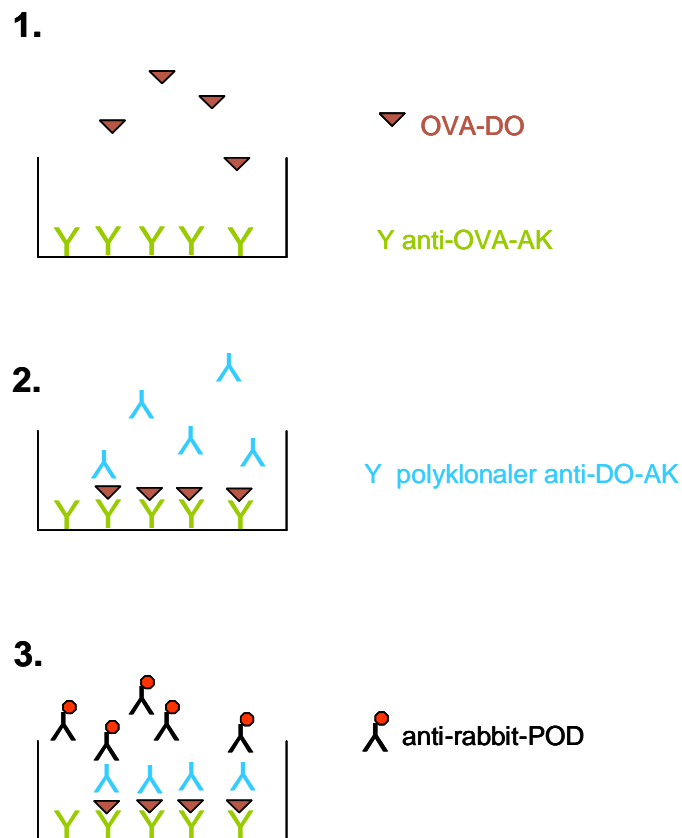 1.
OVA-DO
Y anti-OVA-AK
2.
Y polyklonaler anti-DO-AK
3.
anti-rabbit-POD